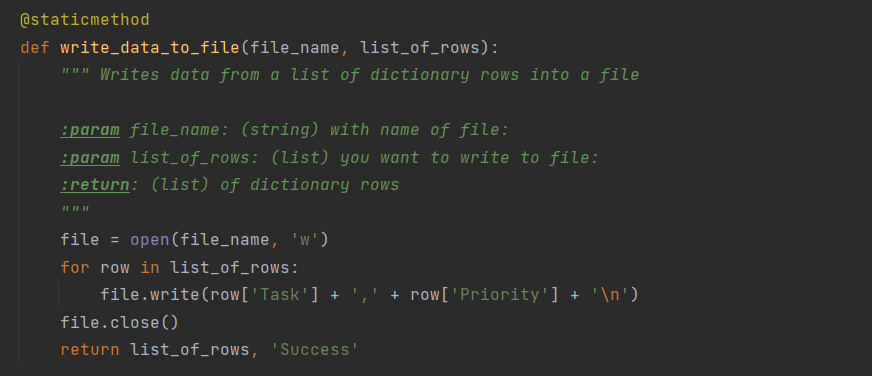 @staticmethod
def write_data_to_file(file_name, list_of_rows):
    """ Writes data from a list of dictionary rows into a file

    :param file_name: (string) with name of file:
    :param list_of_rows: (list) you want to write to file:
    :return: (list) of dictionary rows
    """
    file = open(file_name, 'w')
    for row in list_of_rows:
        file.write(row['Task'] + ',' + row['Priority'] + '\n')
    file.close()
    return list_of_rows, 'Success'